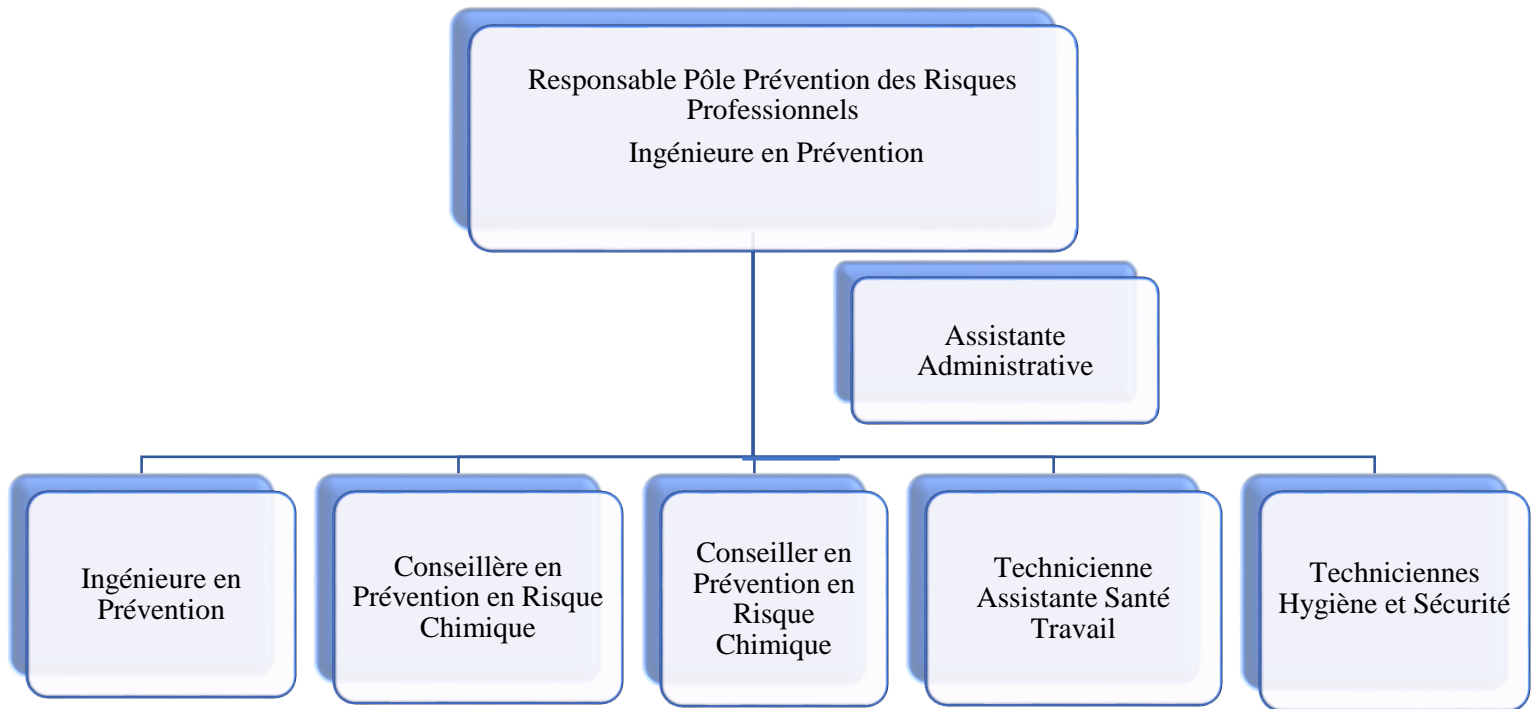 Responsable Pôle Prévention des Risques
Professionnels
Ingénieure en Prévention
Assistante
Administrative
Ingénieure en
Prévention
Conseillère en
Prévention en Risque
Chimique
Conseiller en
Prévention en
Risque
Chimique
Technicienne
Assistante Santé
Travail
Techniciennes
Hygiène et Sécurité